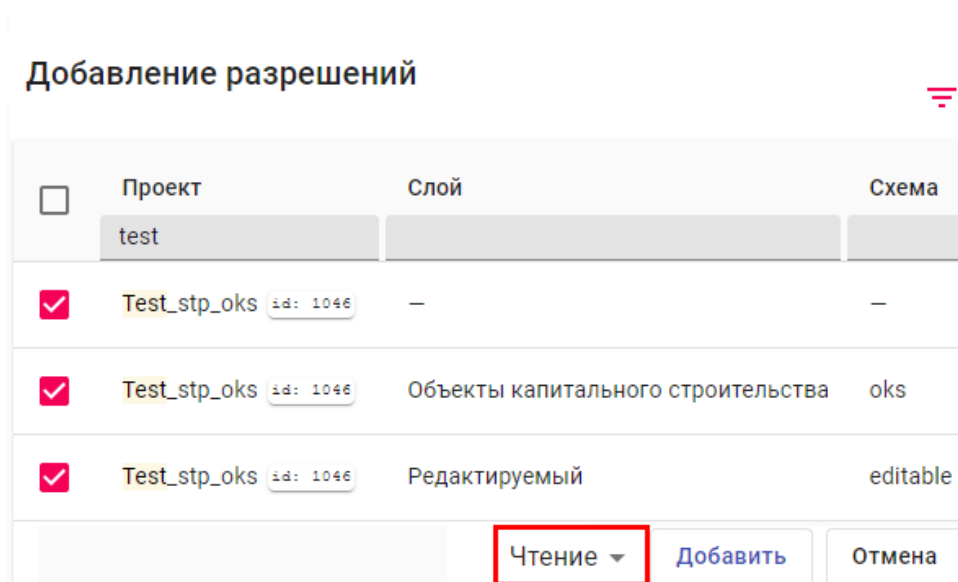 Добавление разрешений
Проект Слой Схема
test
Test_stp_oks id: 1046 — —
Test_stp_oks id: 1046 Объекты капитального строительства oks
Test_stp_oks id: 1046 Редактируемый editable
Чтение Добавить Отмена